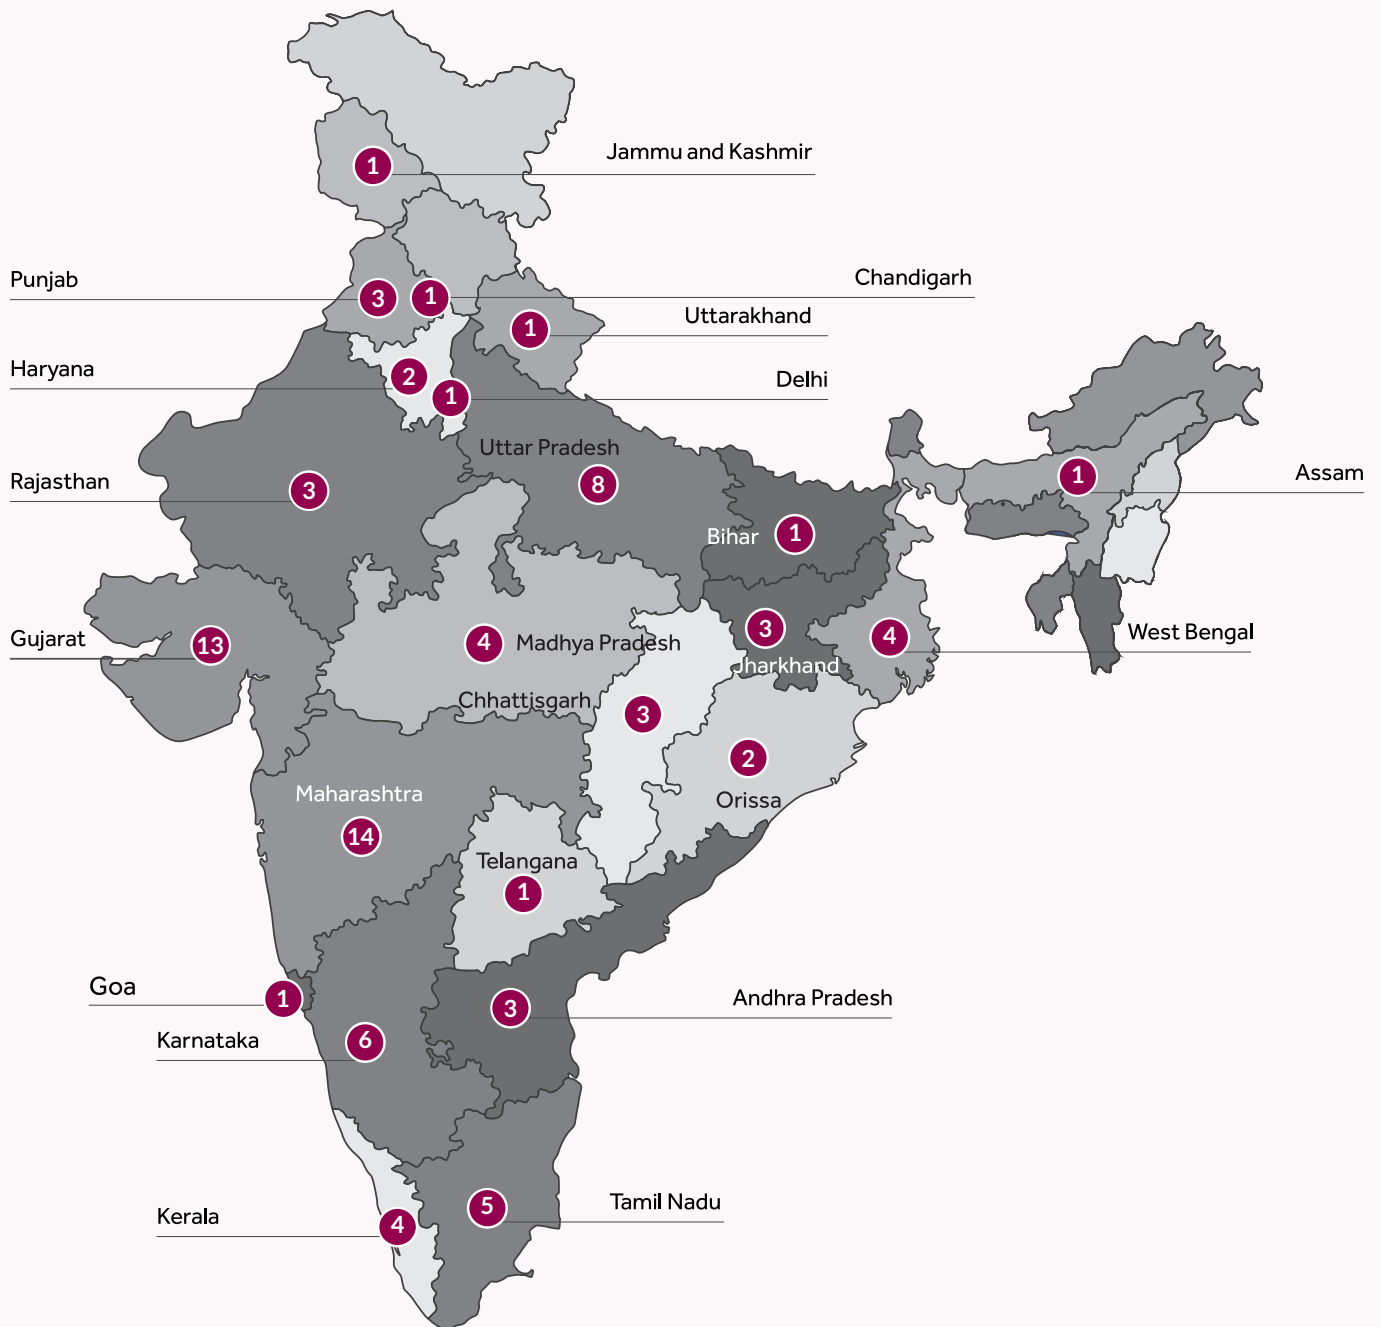 Jammu and Kashmir
1
Punjab
3
1
Chandigarh
Uttarakhand
1
Haryana
2
1
Delhi
Uttar Pradesh
8
Rajasthan
3
1
Assam
Bihar
1
Gujarat
13
4
Madhya Pradesh
3
Jharkhand
4
West Bengal
Chhattisgarh
3
2
Orissa
Maharashtra
14
Telangana
1
Goa
1
3
Andhra Pradesh
Karnataka
6
Kerala
4
5
Tamil Nadu